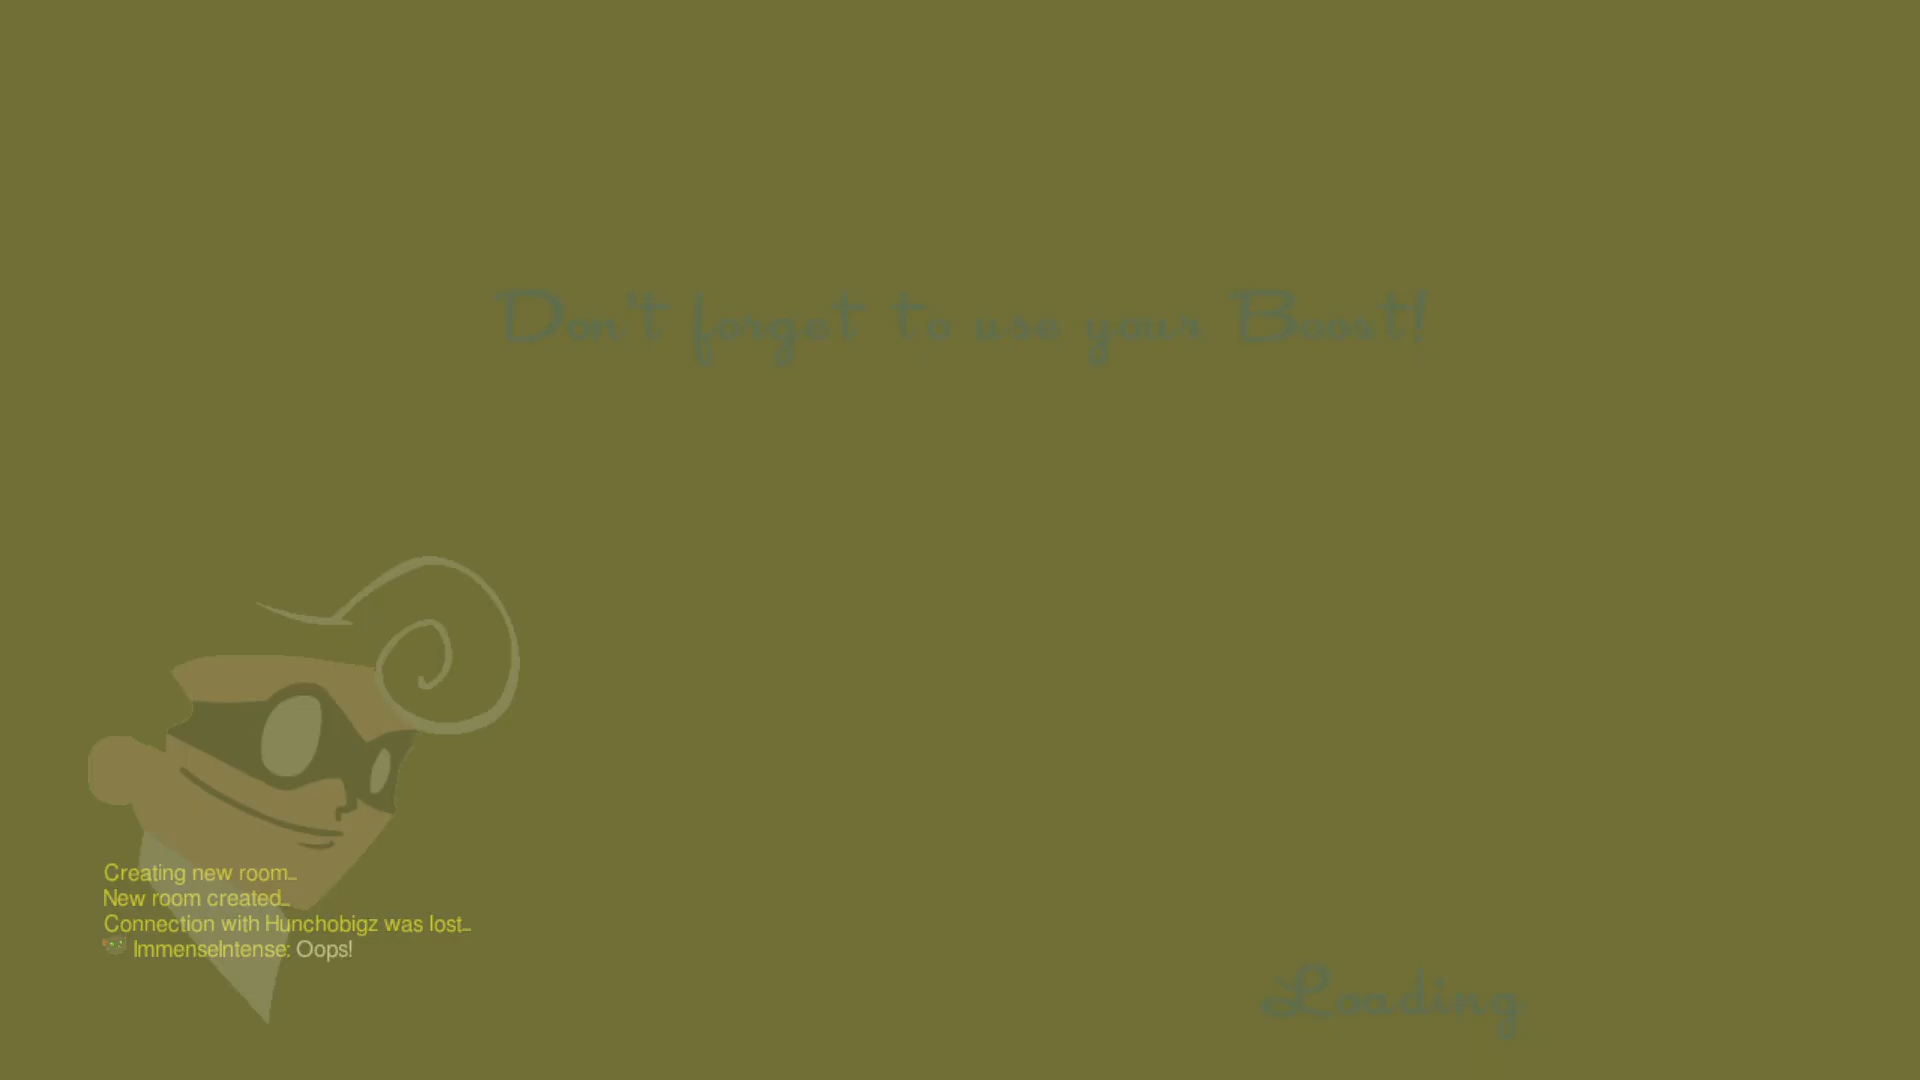 Don't forget to use your Boost!
Creating new room...
New room created...
Connection with Hunchobigz was lost...
ImmenseIntense: Oops!
Loading